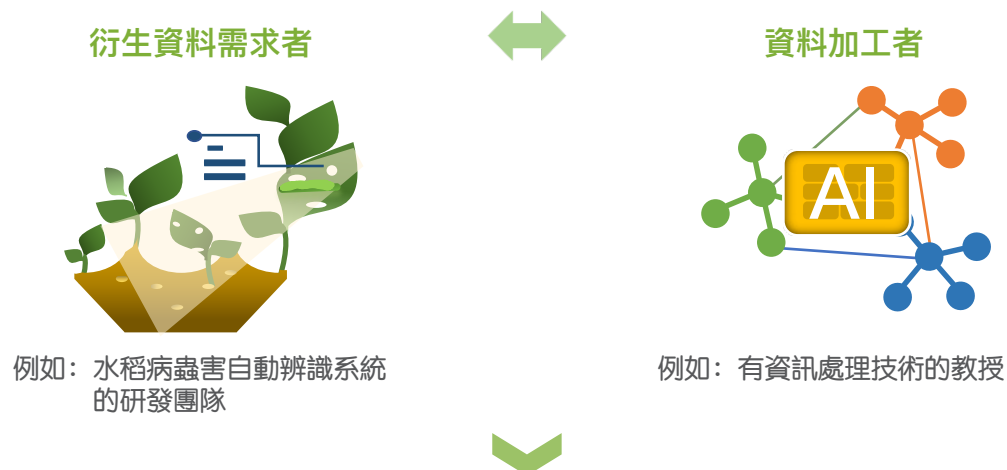 衍生資料需求者
資料加工者
AI
例如：水稻病蟲害自動辨識系統
的研發團隊
例如：有資訊處理技術的教授